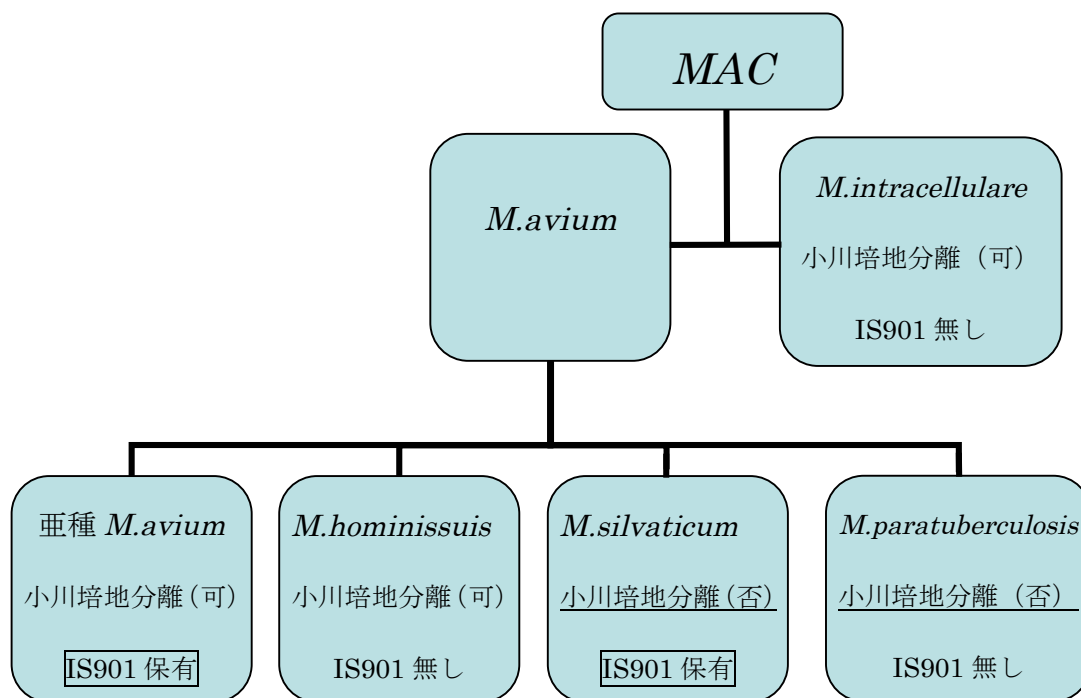 MAC
M.avium
M.intracellulare
小川培地分離（可）
IS901 無し
亜種 M.avium
小川培地分離（可）
IS901 保有
M.hominissuis
小川培地分離（可）
IS901 無し
M.silvaticum
小川培地分離（否）
IS901 保有
M.paratuberculosis
小川培地分離（否）
IS901 無し